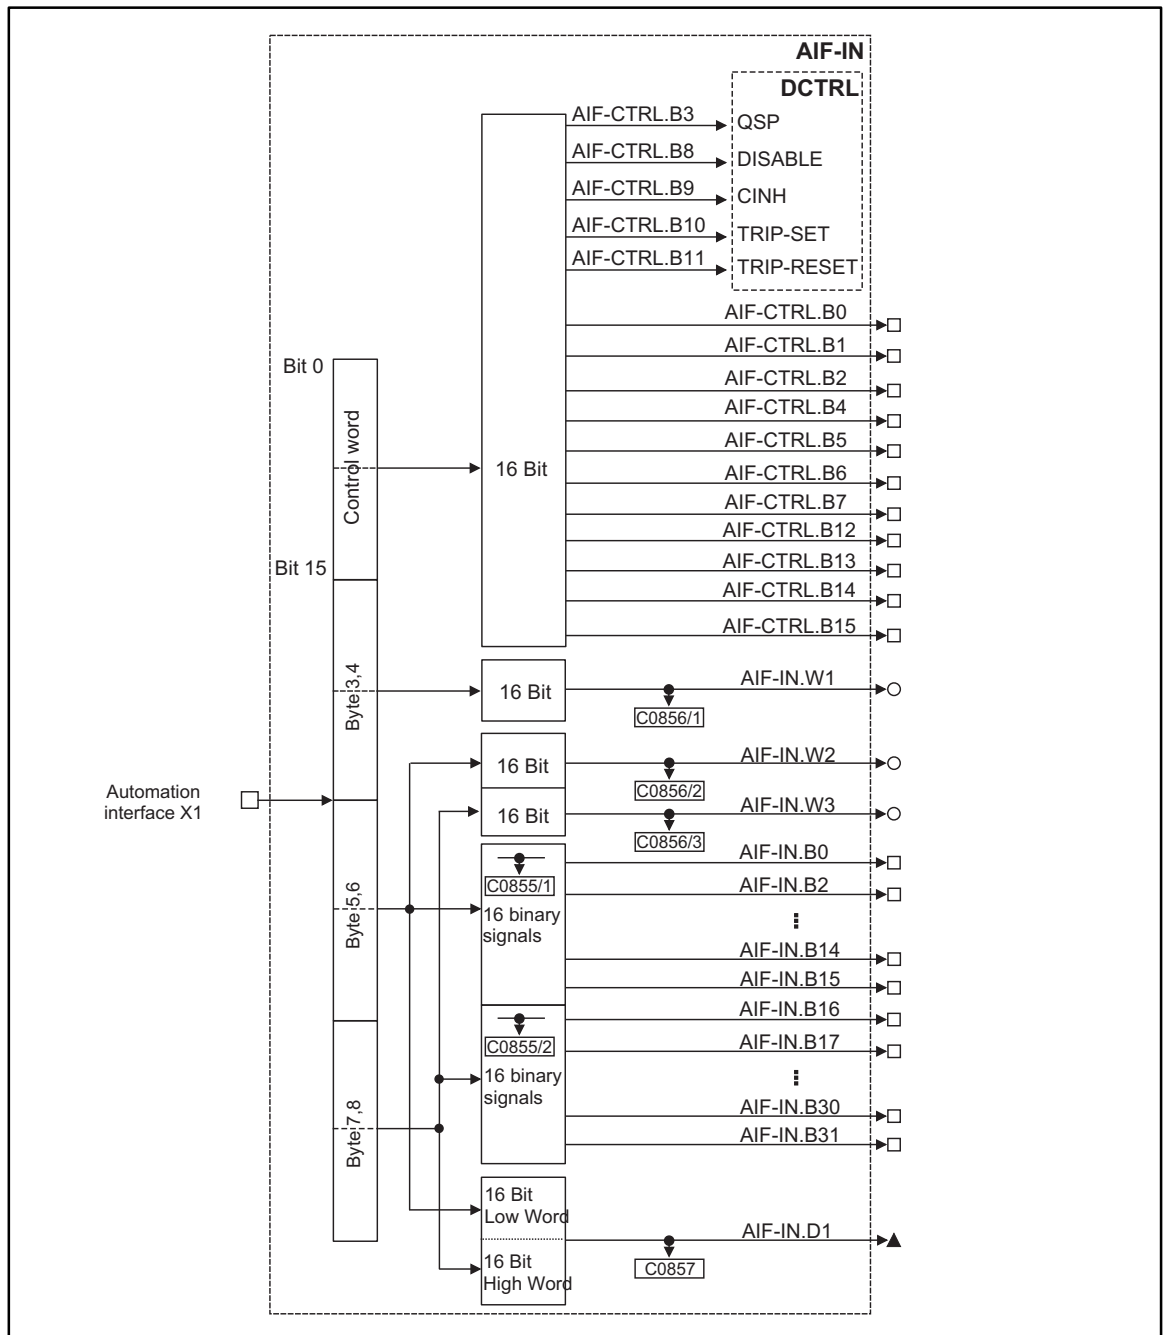 AIF-IN
DCTRL
AIF-CTRL.B3
QSP
AIF-CTRL.B8
DISABLE
AIF-CTRL.B9
CINH
AIF-CTRL.B10
TRIP-SET
AIF-CTRL.B11
TRIP-RESET
AIF-CTRL.B0
AIF-CTRL.B1
AIF-CTRL.B2
AIF-CTRL.B4
AIF-CTRL.B5
AIF-CTRL.B6
AIF-CTRL.B7
AIF-CTRL.B12
AIF-CTRL.B13
AIF-CTRL.B14
AIF-CTRL.B15
Bit 0
Control word
16 Bit
Bit 15
Byte 3,4
16 Bit
AIF-IN.W1
C0856/1
16 Bit
AIF-IN.W2
C0856/2
Automation
interface X1
16 Bit
AIF-IN.W3
C0856/3
Byte 5,6
C0855/1
16 binary
signals
AIF-IN.B0
AIF-IN.B2
AIF-IN.B14
AIF-IN.B15
C0855/2
16 binary
signals
AIF-IN.B16
AIF-IN.B17
AIF-IN.B30
AIF-IN.B31
Byte 7,8
16 Bit
Low Word
16 Bit
High Word
AIF-IN.D1
C0857